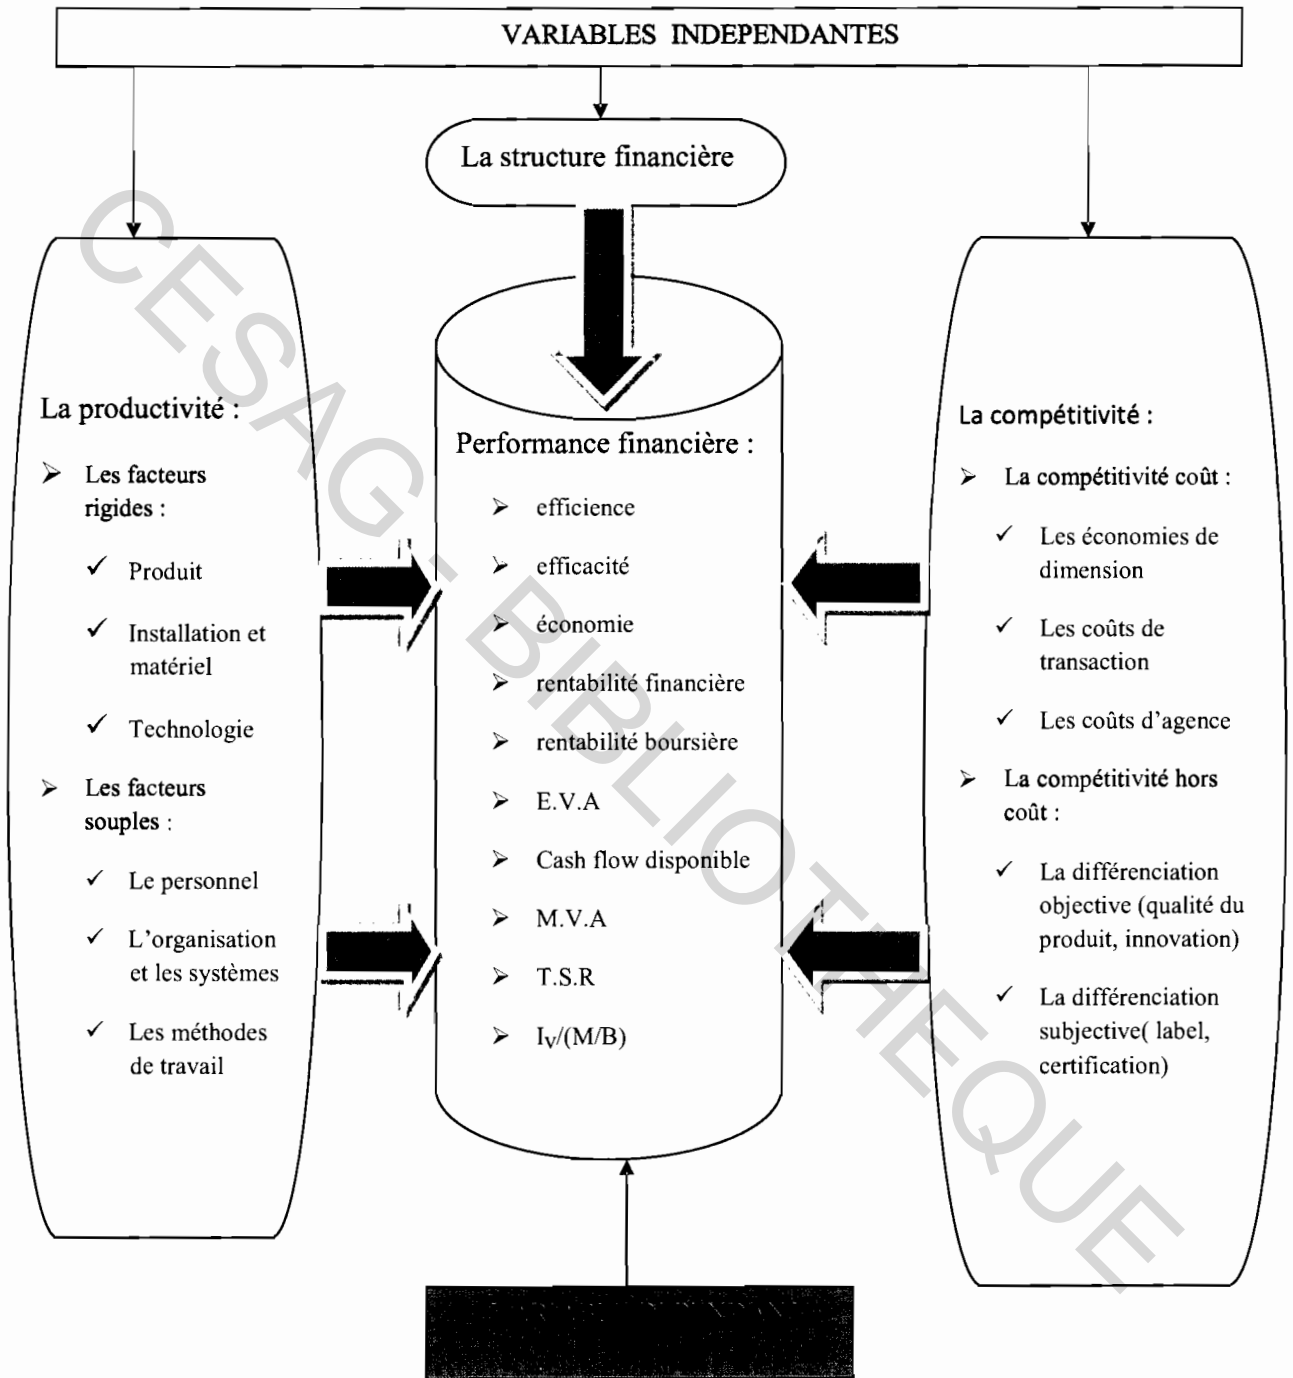 VARIABLES INDEPENDANTES
La structure financière
La productivité :
➢ Les facteurs
rigides :
✓ Produit
✓ Installation et
matériel
✓ Technologie
➢ Les facteurs
souples :
✓ Le personnel
✓ L'organisation
et les systèmes
✓ Les méthodes
de travail
Performance financière :
➢ efficience
➢ efficacité
➢ économie
➢ rentabilité financière
➢ rentabilité boursière
➢ E.V.A
➢ Cash flow disponible
➢ M.V.A
➢ T.S.R
➢ Iv/(M/B)
La compétitivité :
➢ La compétitivité coût :
✓ Les économies de
dimension
✓ Les coûts de
transaction
✓ Les coûts d'agence
➢ La compétitivité hors
coût :
✓ La différenciation
objective (qualité du
produit, innovation)
✓ La différenciation
subjective( label,
certification)
CESAG - BIBLIOTHEQUE